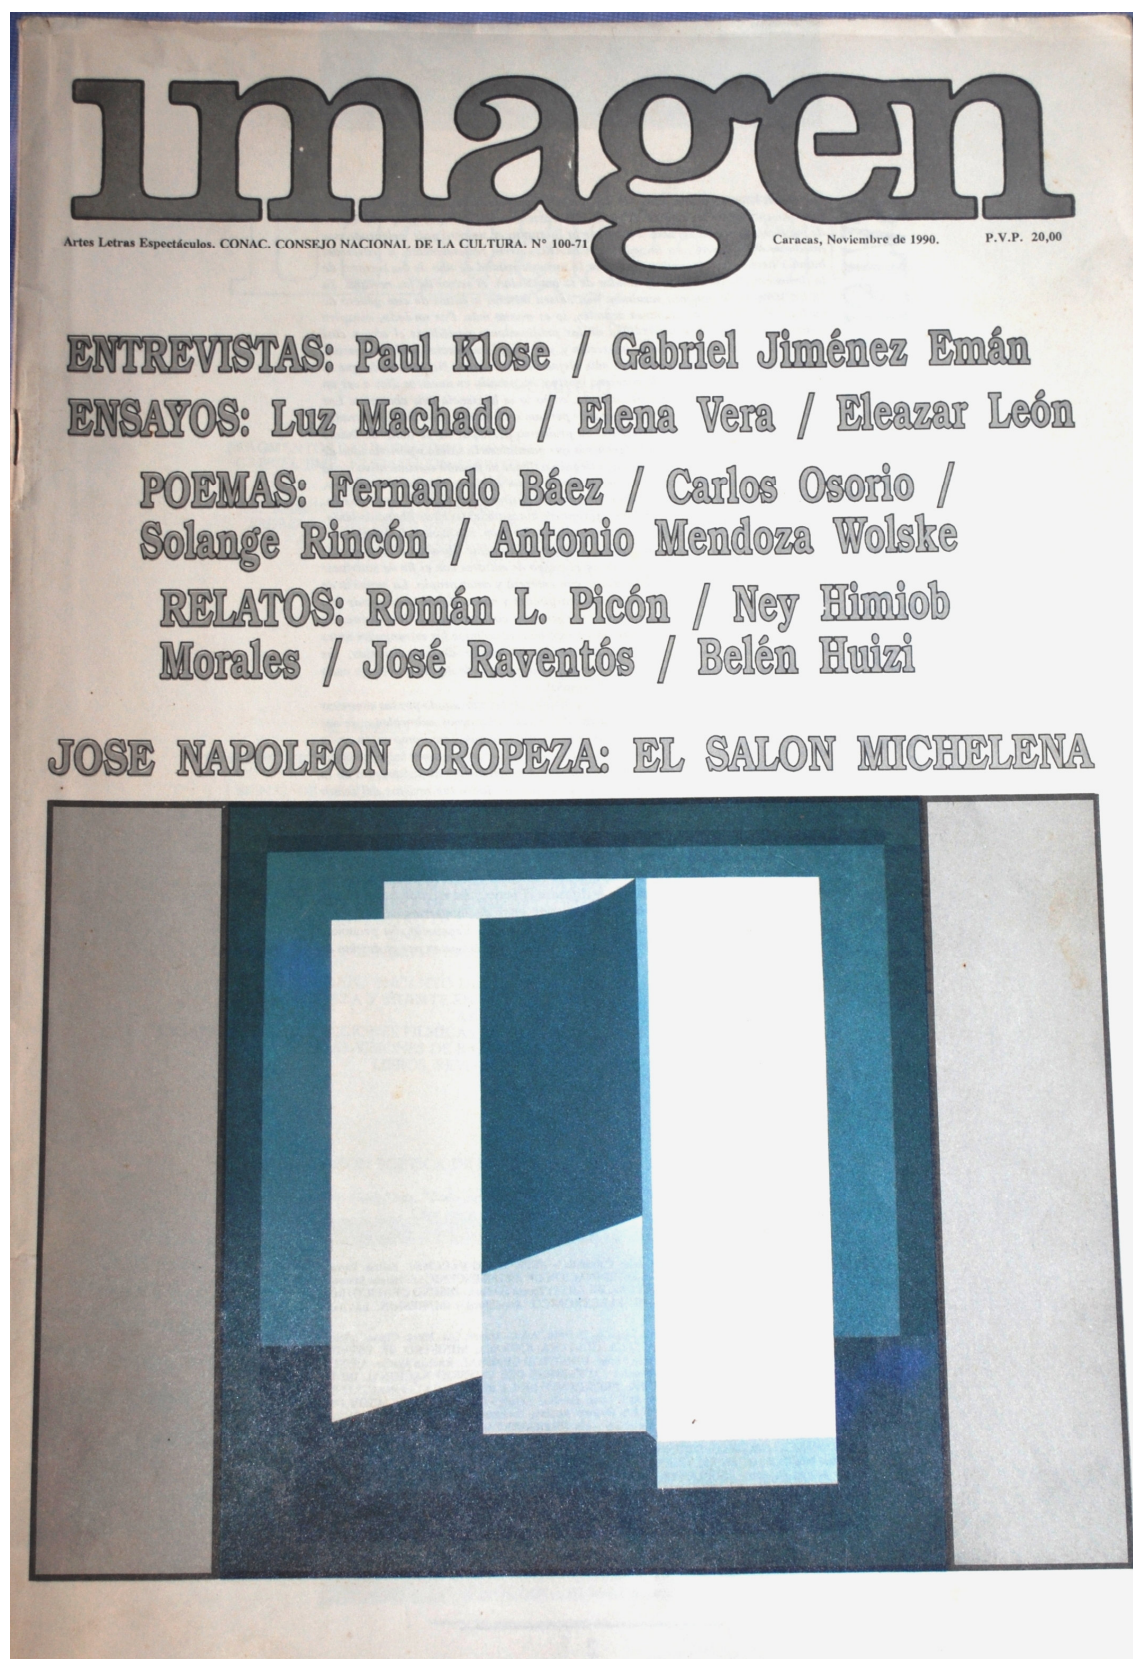 imagen
Artes Letras Espectáculos. CONAC. CONSEJO NACIONAL DE LA CULTURA. N° 100-71
Caracas, Noviembre de 1990.
P.V.P. 20,00
ENTREVISTAS: Paul Klose / Gabriel Jiménez Emán
ENSAYOS: Luz Machado / Elena Vera / Eleazar León
POEMAS: Fernando Báez / Carlos Osorio /
Solange Rincón / Antonio Mendoza Wolske
RELATOS: Román L. Picón / Ney Himiob
Morales / José Raventós / Belén Huizi
JOSE NAPOLEON OROPEZA: EL SALON MICHELENA